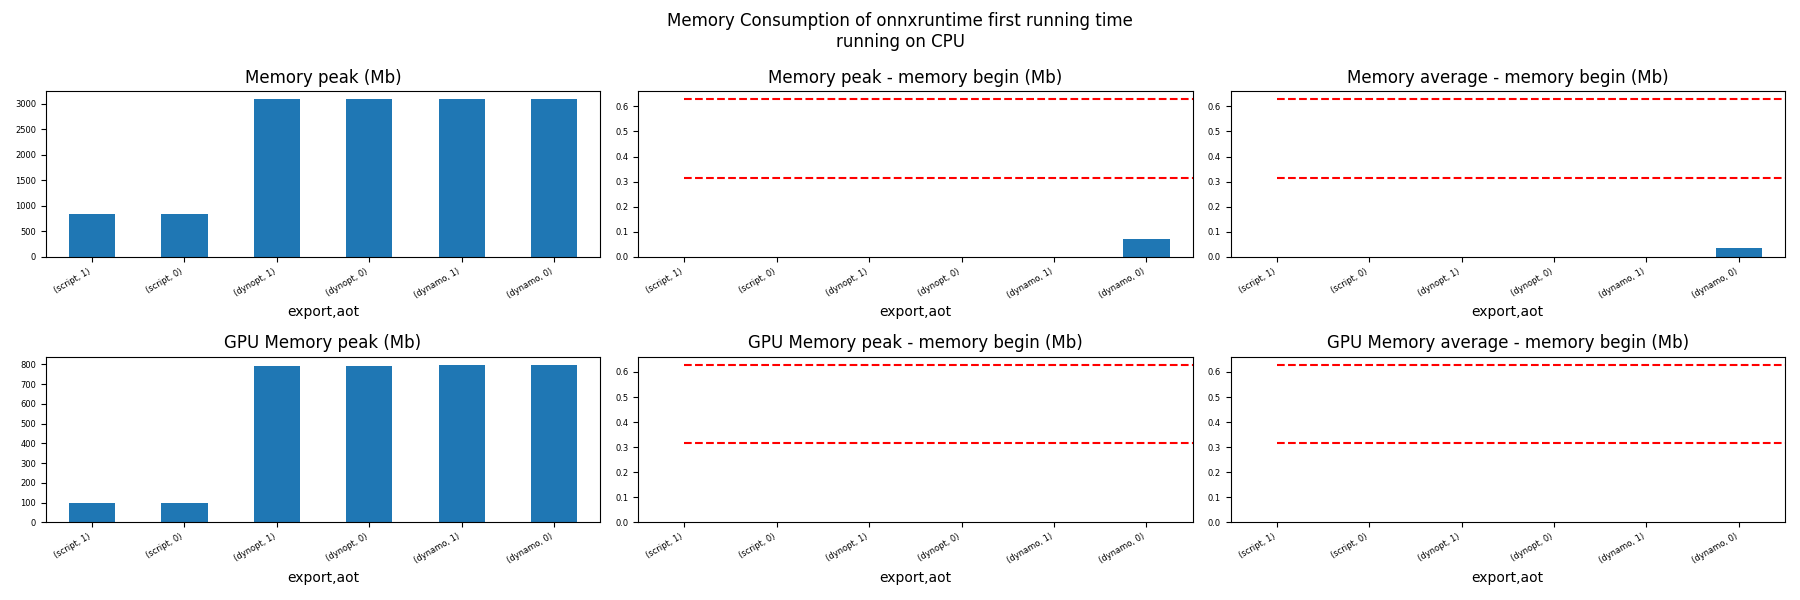 Memory Consumption of onnxruntime first running time
running on CPU
Memory peak (Mb)
3000
2500
2000
1500
1000
500
0
(script, 1)
(script, 0)
(dynopt, 1)
(dynopt, 0)
(dynamo, 1)
(dynamo, 0)
export,aot
Memory peak - memory begin (Mb)
0.6
0.5
0.4
0.3
0.2
0.1
0.0
(script, 1)
(script, 0)
(dynopt, 1)
(dynopt, 0)
(dynamo, 1)
(dynamo, 0)
export,aot
Memory average - memory begin (Mb)
0.6
0.5
0.4
0.3
0.2
0.1
0.0
(script, 1)
(script, 0)
(dynopt, 1)
(dynopt, 0)
(dynamo, 1)
(dynamo, 0)
export,aot
GPU Memory peak (Mb)
800
700
600
500
400
300
200
100
0
(script, 1)
(script, 0)
(dynopt, 1)
(dynopt, 0)
(dynamo, 1)
(dynamo, 0)
export,aot
GPU Memory peak - memory begin (Mb)
0.6
0.5
0.4
0.3
0.2
0.1
0.0
(script, 1)
(script, 0)
(dynopt, 1)
(dynopt, 0)
(dynamo, 1)
(dynamo, 0)
export,aot
GPU Memory average - memory begin (Mb)
0.6
0.5
0.4
0.3
0.2
0.1
0.0
(script, 1)
(script, 0)
(dynopt, 1)
(dynopt, 0)
(dynamo, 1)
(dynamo, 0)
export,aot